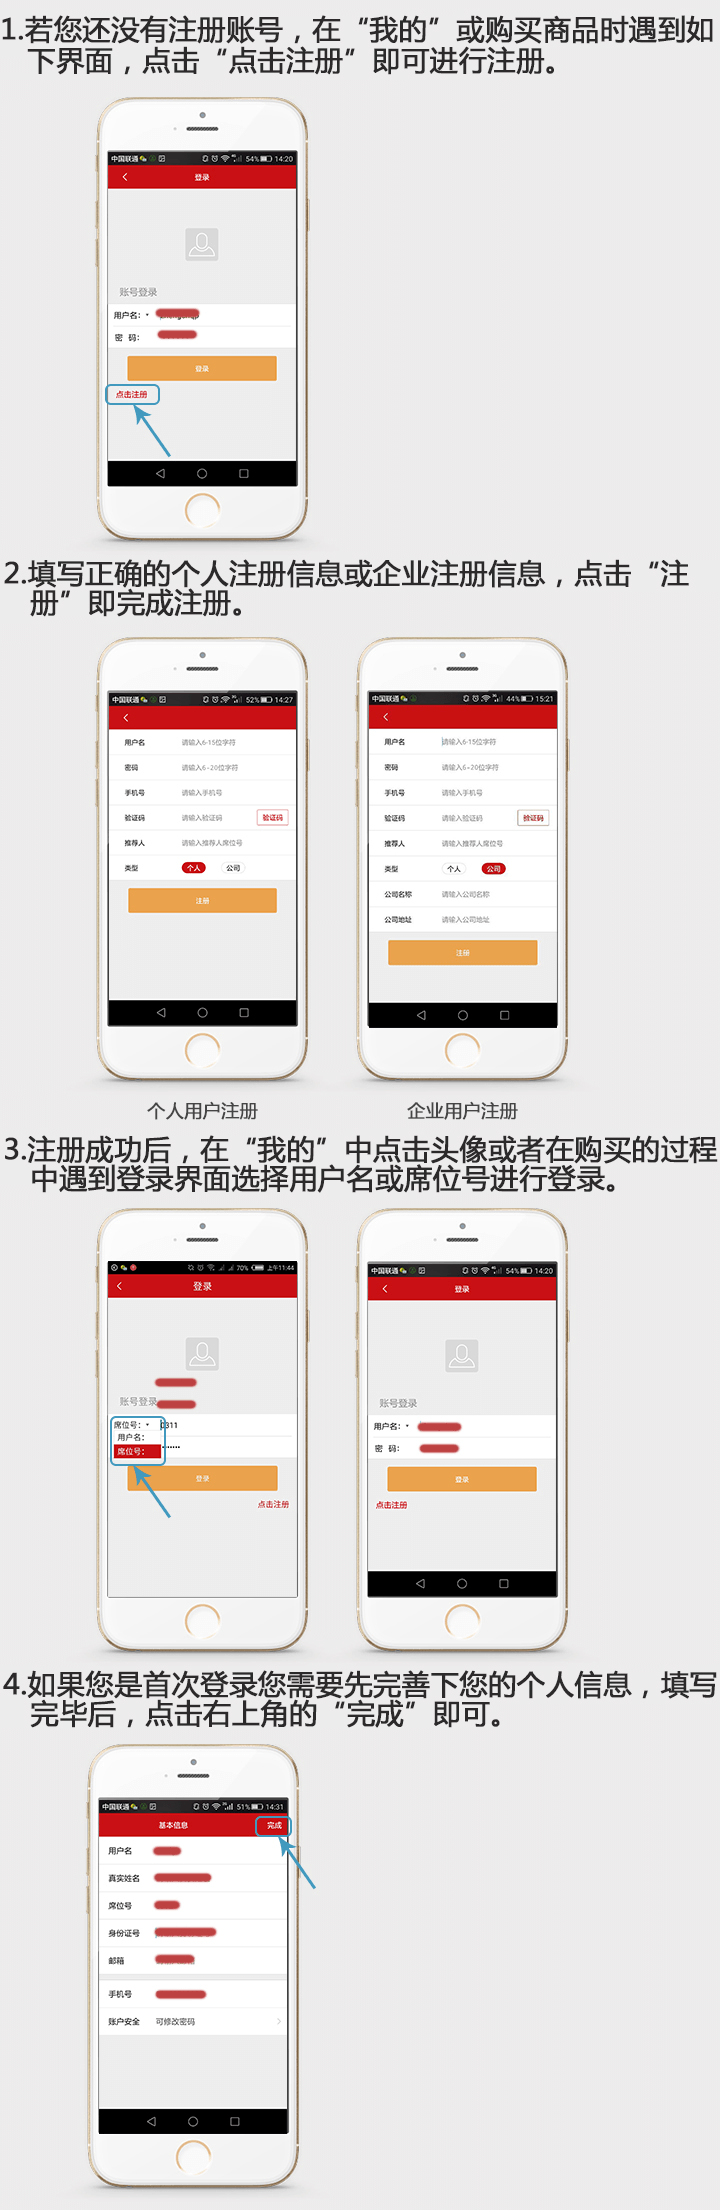 1.若您还没有注册账号，在“我的”或购买商品时遇到如
下界面，点击“点击注册”即可进行注册。
中国联通 54% 14:20
登录
账号登录
用户名：
密 码：
登录
点击注册
2.填写正确的个人注册信息或企业注册信息，点击“注
册”即完成注册。
中国联通 52% 14:27
用户名 请输入6-15位字符
密码 请输入6-20位字符
手机号 请输入手机号
验证码 请输入验证码 验证码
推荐人 请输入推荐人席位号
类型 个人 公司
注册
中国联通 44% 15:21
用户名 请输入6-15位字符
密码 请输入6-20位字符
手机号 请输入手机号
验证码 请输入验证码 验证码
推荐人 请输入推荐人席位号
类型 个人 公司
公司名称 请输入公司名称
公司地址 请输入公司地址
注册
个人用户注册
企业用户注册
3.注册成功后，在“我的”中点击头像或者在购买的过程
中遇到登录界面选择用户名或席位号进行登录。
70% 上午11:44
登录
账号登录
席位号： 0311
用户名：
席位号：
登录
点击注册
中国联通 54% 14:20
登录
账号登录
用户名：
密 码：
登录
点击注册
4.如果您是首次登录您需要先完善下您的个人信息，填写
完毕后，点击右上角的“完成”即可。
中国联通 51% 14:31
基本信息 完成
用户名
真实姓名
席位号
身份证号
邮箱
手机号
账户安全 可修改密码